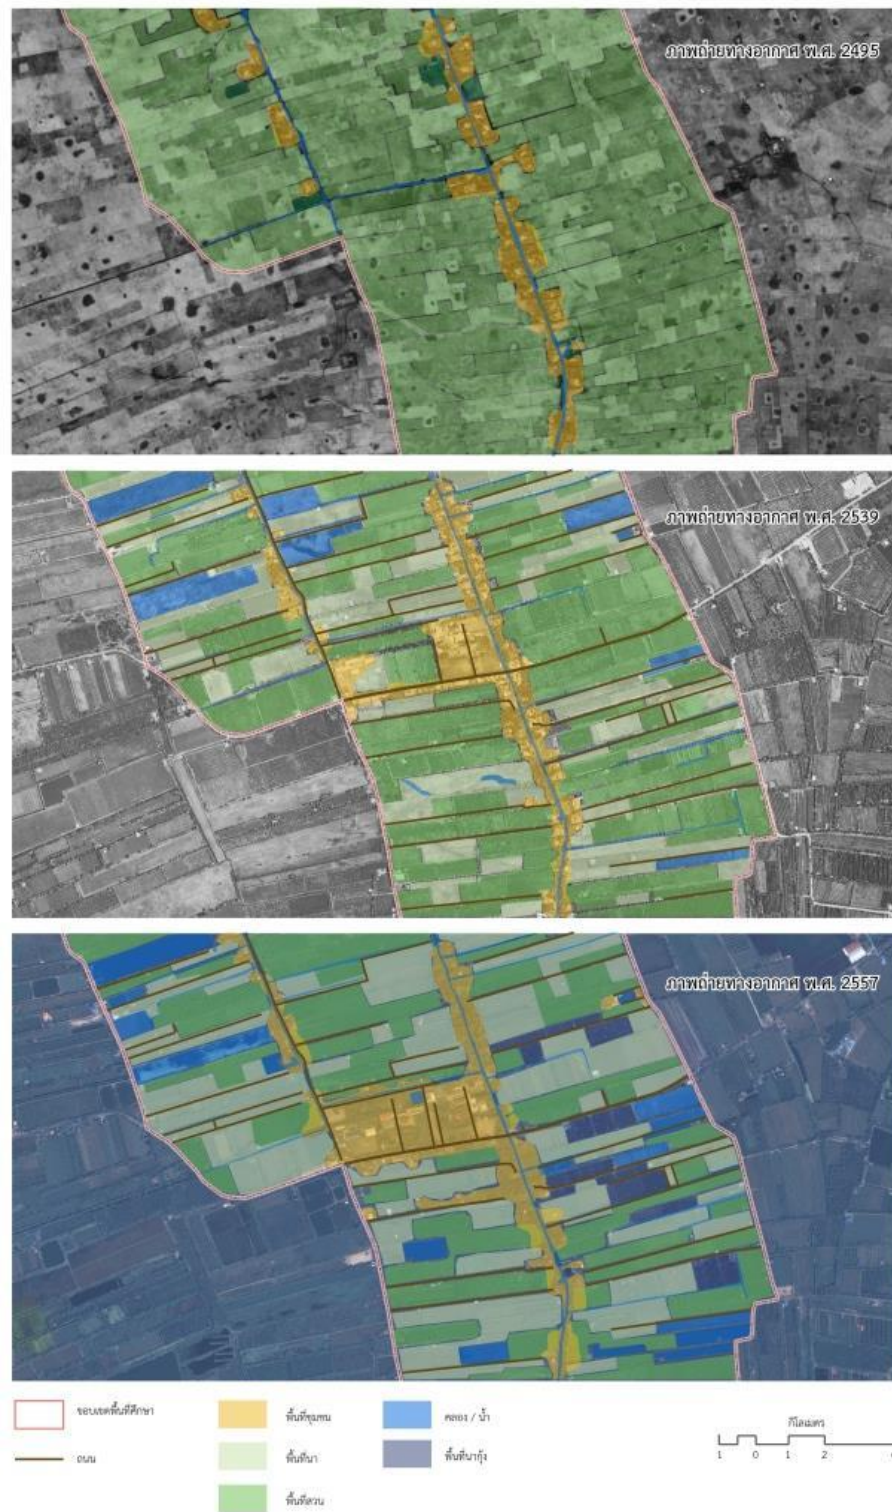 ภาพถ่ายทางอากาศ พ.ศ. 2495
ภาพถ่ายทางอากาศ พ.ศ. 2539
ภาพถ่ายทางอากาศ พ.ศ. 2557
ขอบเขตพื้นที่ศึกษา
ถนน
พื้นที่ชุมชน
พื้นที่นา
พื้นที่สวน
คลอง / น้ำ
พื้นที่นากุ้ง
กิโลเมตร
1 0 1 2